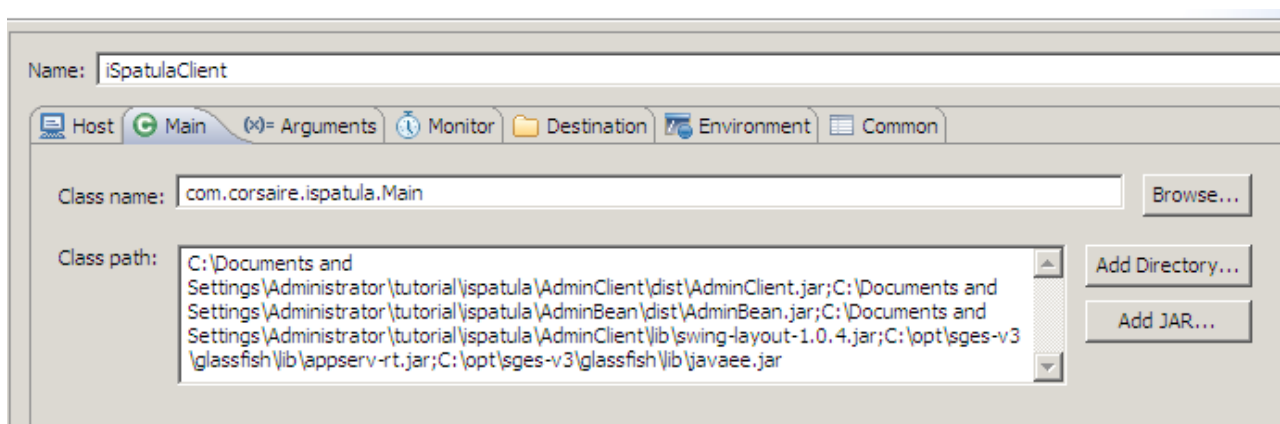 Name: iSpatulaClient
Host Main (x)= Arguments Monitor Destination Environment Common
Class name: com.corsaire.ispatula.Main Browse...
Class path: C:\Documents and
Settings\Administrator\tutorial\ispatula\AdminClient\dist\AdminClient.jar;C:\Documents and
Settings\Administrator\tutorial\ispatula\AdminBean\dist\AdminBean.jar;C:\Documents and
Settings\Administrator\tutorial\ispatula\AdminClient\lib\swing-layout-1.0.4.jar;C:\opt\sges-v3
\glassfish\lib\appserv-rt.jar;C:\opt\sges-v3\glassfish\lib\javaee.jar
Add Directory...
Add JAR...